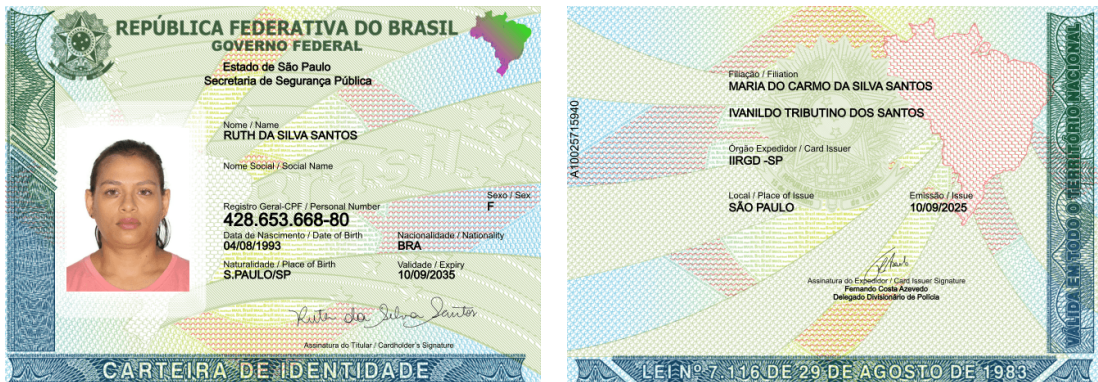 REPÚBLICA FEDERATIVA DO BRASIL
GOVERNO FEDERAL
Estado de São Paulo
Secretaria de Segurança Pública
Nome / Name
RUTH DA SILVA SANTOS
Nome Social / Social Name
Registro Geral-CPF / Personal Number
428.653.668-80
Sexo / Sex
F
Data de Nascimento / Date of Birth
04/08/1993
Nacionalidade / Nationality
BRA
Naturalidade / Place of Birth
S.PAULO/SP
Validade / Expiry
10/09/2035
Ruth da Silva Santos
Assinatura do Titular / Cardholder's Signature
CARTEIRA DE IDENTIDADE
Brasil
A10025715940
Filiação / Filiation
MARIA DO CARMO DA SILVA SANTOS
IVANILDO TRIBUTINO DOS SANTOS
Órgão Expedidor / Card Issuer
IIRGD -SP
Local / Place of Issue
SÃO PAULO
Emissão / Issue
10/09/2025
Assinatura do Expedidor / Card Issuer Signature
Fernando Costa Azevedo
Delegado Divisionário de Polícia
VÁLIDA EM TODO O TERRITÓRIO NACIONAL
LEI Nº 7.116 DE 29 DE AGOSTO DE 1983